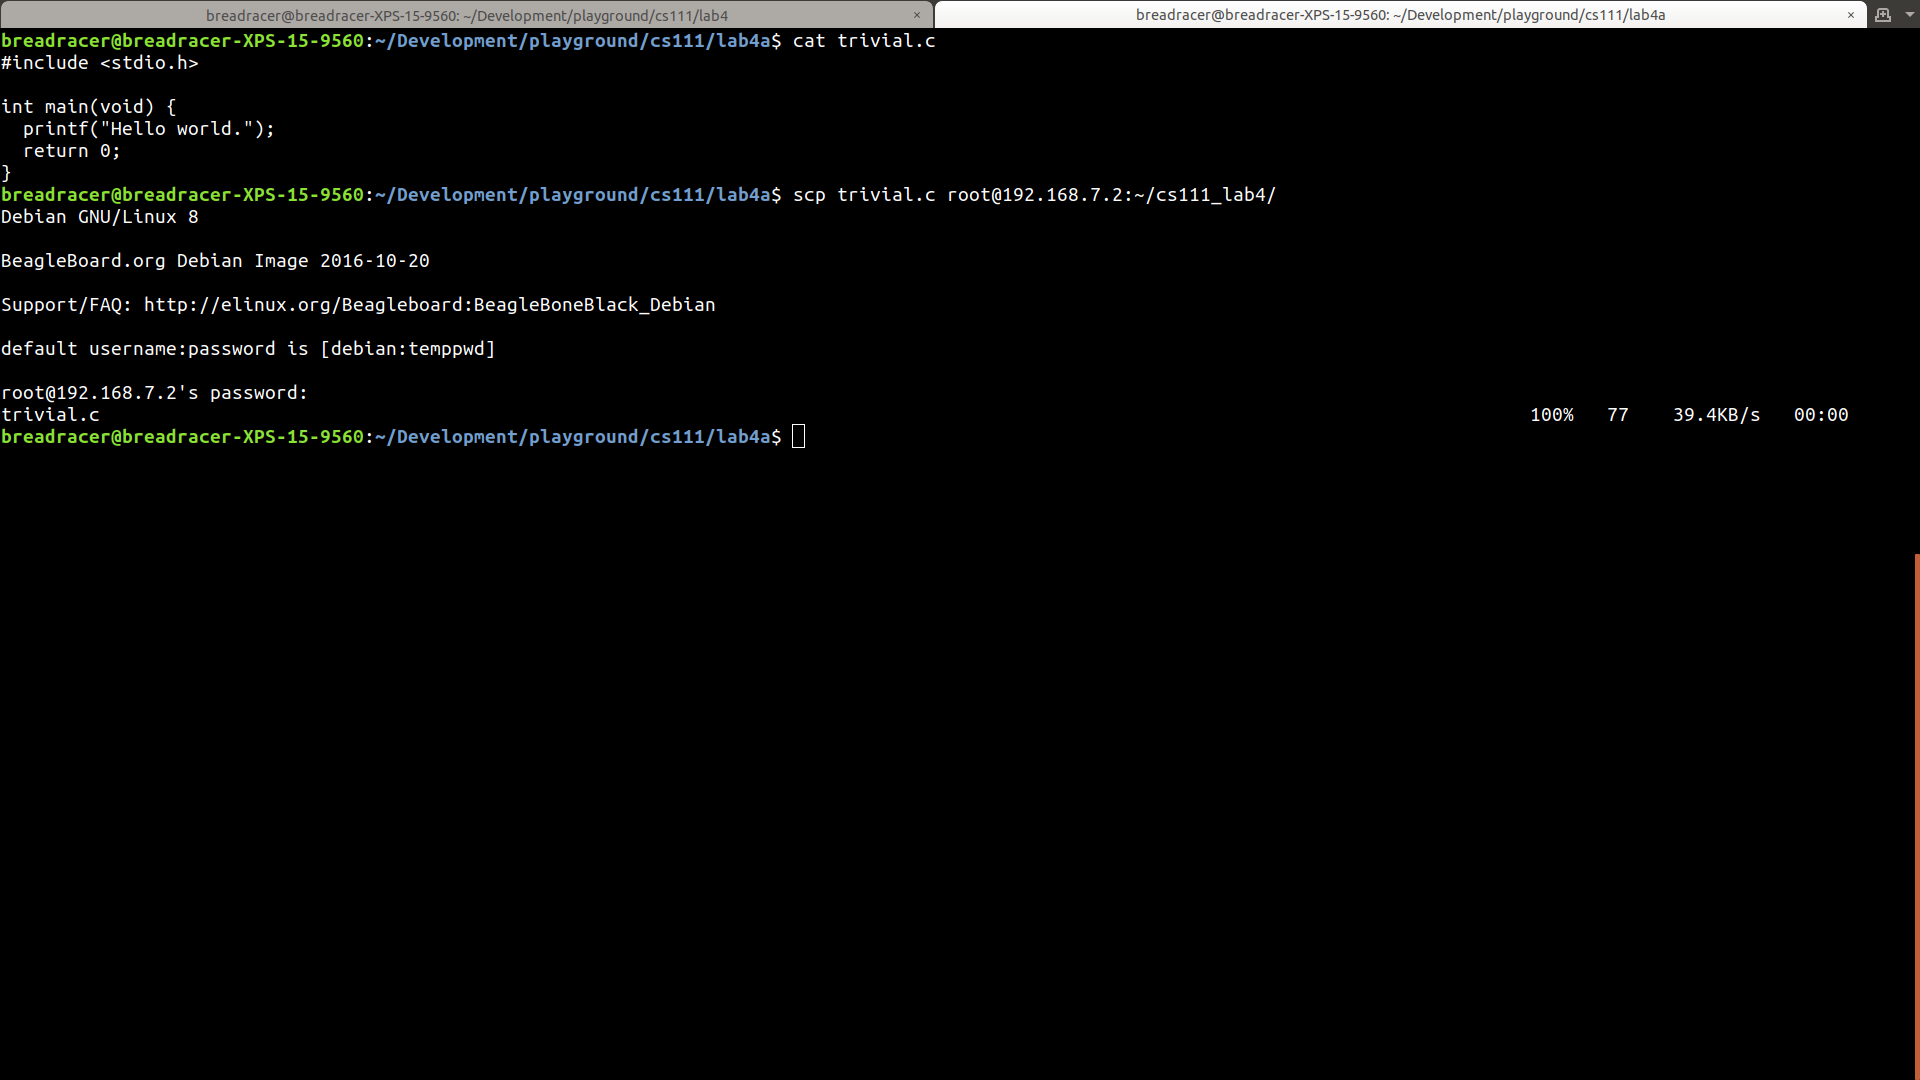 breadracer@breadracer-XPS-15-9560: ~/Development/playground/cs111/lab4 ×
breadracer@breadracer-XPS-15-9560: ~/Development/playground/cs111/lab4a ×
breadracer@breadracer-XPS-15-9560:~/Development/playground/cs111/lab4a$ cat trivial.c
#include <stdio.h>

int main(void) {
  printf("Hello world.");
  return 0;
}
breadracer@breadracer-XPS-15-9560:~/Development/playground/cs111/lab4a$ scp trivial.c root@192.168.7.2:~/cs111_lab4/
Debian GNU/Linux 8

BeagleBoard.org Debian Image 2016-10-20

Support/FAQ: http://elinux.org/Beagleboard:BeagleBoneBlack_Debian

default username:password is [debian:temppwd]

root@192.168.7.2's password:
trivial.c 100% 77 39.4KB/s 00:00
breadracer@breadracer-XPS-15-9560:~/Development/playground/cs111/lab4a$